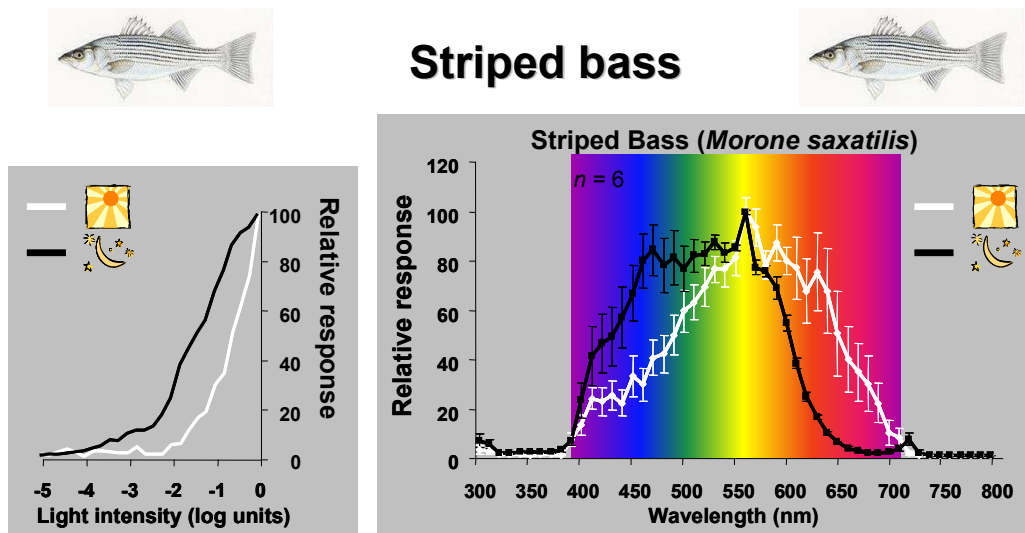 Striped bass
100
80
60
40
20
0
Relative response
-5 -4 -3 -2 -1 0
Light intensity (log units)
Striped Bass (Morone saxatilis)
n = 6
120
100
80
60
40
20
0
Relative response
300 350 400 450 500 550 560 600 650 700 750 800
Wavelength (nm)